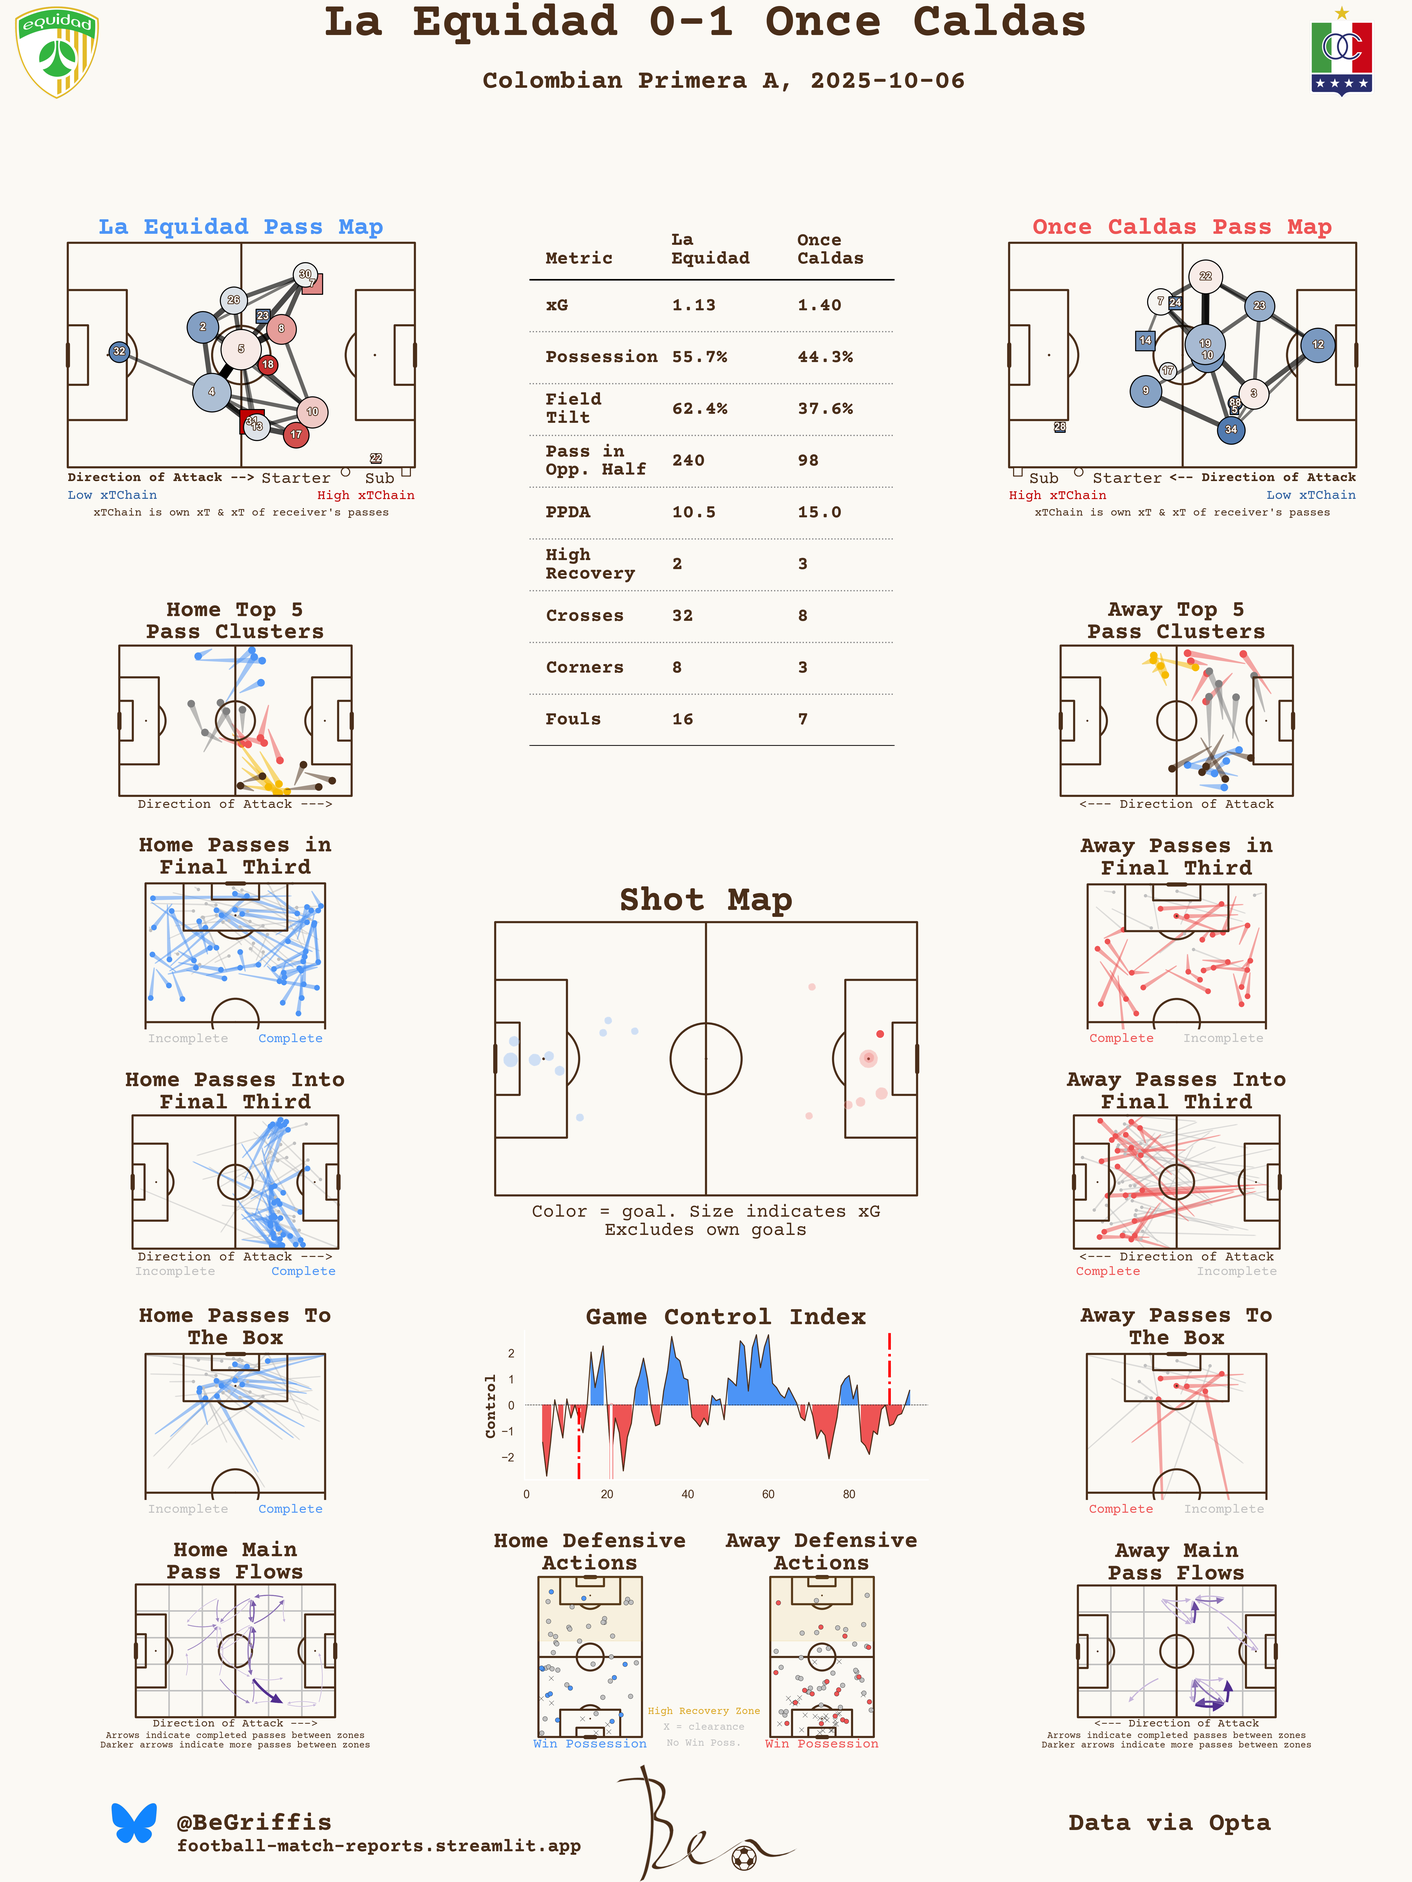 La Equidad 0-1 Once Caldas
Colombian Primera A, 2025-10-06
equidad
La Equidad Pass Map
30
7
26
23
2
8
5
32
18
4
10
31
13
17
22
Direction of Attack --> Starter Sub
Low xTChain High xTChain
xTChain is own xT & xT of receiver's passes
Metric La Equidad Once Caldas
xG 1.13 1.40
Possession 55.7% 44.3%
Field Tilt 62.4% 37.6%
Pass in Opp. Half 240 98
PPDA 10.5 15.0
High Recovery 2 3
Crosses 32 8
Corners 8 3
Fouls 16 7
Once Caldas Pass Map
22
7
24
23
14
19
10
12
17
9
3
5
34
28
Sub Starter <-- Direction of Attack
High xTChain Low xTChain
xTChain is own xT & xT of receiver's passes
Home Top 5
Pass Clusters
Direction of Attack --->
Away Top 5
Pass Clusters
<--- Direction of Attack
Home Passes in
Final Third
Incomplete Complete
Away Passes in
Final Third
Complete Incomplete
Shot Map
Color = goal. Size indicates xG
Excludes own goals
Home Passes Into
Final Third
Direction of Attack --->
Incomplete Complete
Away Passes Into
Final Third
<--- Direction of Attack
Complete Incomplete
Home Passes To
The Box
Incomplete Complete
Game Control Index
Control
2
1
0
−1
−2
0 20 40 60 80
Away Passes To
The Box
Complete Incomplete
Home Main
Pass Flows
Direction of Attack --->
Arrows indicate completed passes between zones
Darker arrows indicate more passes between zones
Home Defensive
Actions
Win Possession
High Recovery Zone
X = clearance
No Win Poss.
Away Defensive
Actions
Win Possession
Away Main
Pass Flows
<--- Direction of Attack
Arrows indicate completed passes between zones
Darker arrows indicate more passes between zones
@BeGriffis
football-match-reports.streamlit.app
Ben
Data via Opta